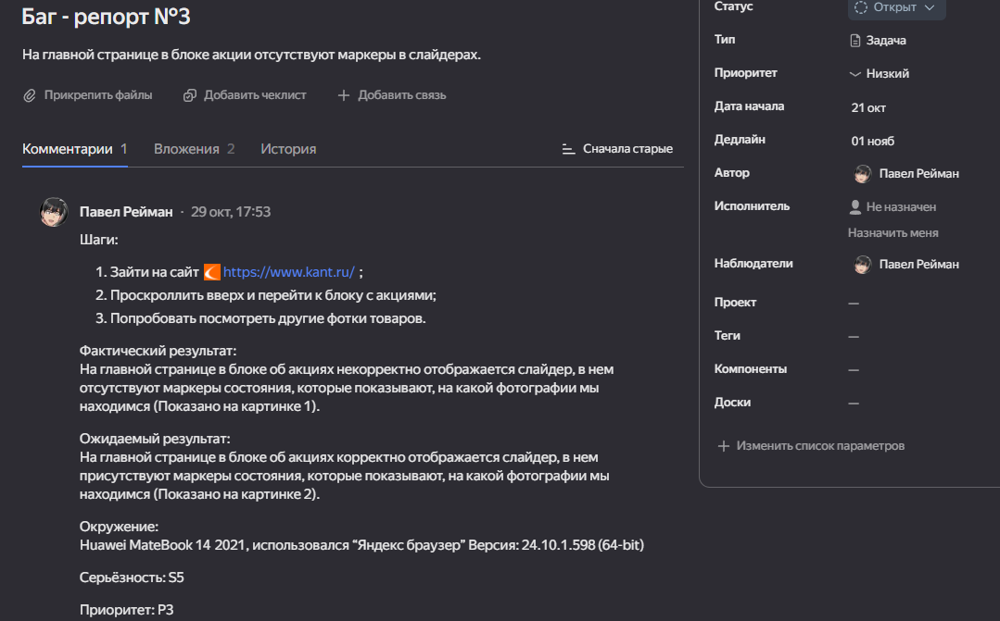 Баг - репорт №3
На главной странице в блоке акции отсутствуют маркеры в слайдерах.
Прикрепить файлы
Добавить чеклист
Добавить связь
Комментарии 1
Вложения 2
История
Сначала старые
Павел Рейман · 29 окт, 17:53
Шаги:
1. Зайти на сайт https://www.kant.ru/ ;
2. Проскроллить вверх и перейти к блоку с акциями;
3. Попробовать посмотреть другие фотки товаров.
Фактический результат:
На главной странице в блоке об акциях некорректно отображается слайдер, в нем
отсутствуют маркеры состояния, которые показывают, на какой фотографии мы
находимся (Показано на картинке 1).
Ожидаемый результат:
На главной странице в блоке об акциях корректно отображается слайдер, в нем
присутствуют маркеры состояния, которые показывают, на какой фотографии мы
находимся (Показано на картинке 2).
Окружение:
Huawei MateBook 14 2021, использовался “Яндекс браузер” Версия: 24.10.1.598 (64-bit)
Серьёзность: S5
Приоритет: P3
Статус Открыт
Тип Задача
Приоритет Низкий
Дата начала 21 окт
Дедлайн 01 нояб
Автор Павел Рейман
Исполнитель Не назначен
Назначить меня
Наблюдатели Павел Рейман
Проект —
Теги —
Компоненты —
Доски —
Изменить список параметров